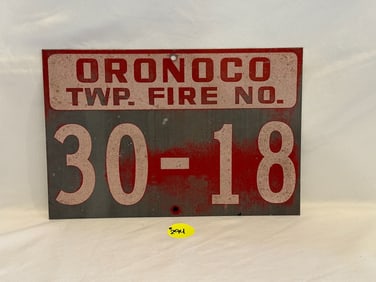 ORONOCO
TWP. FIRE NO.
30-18